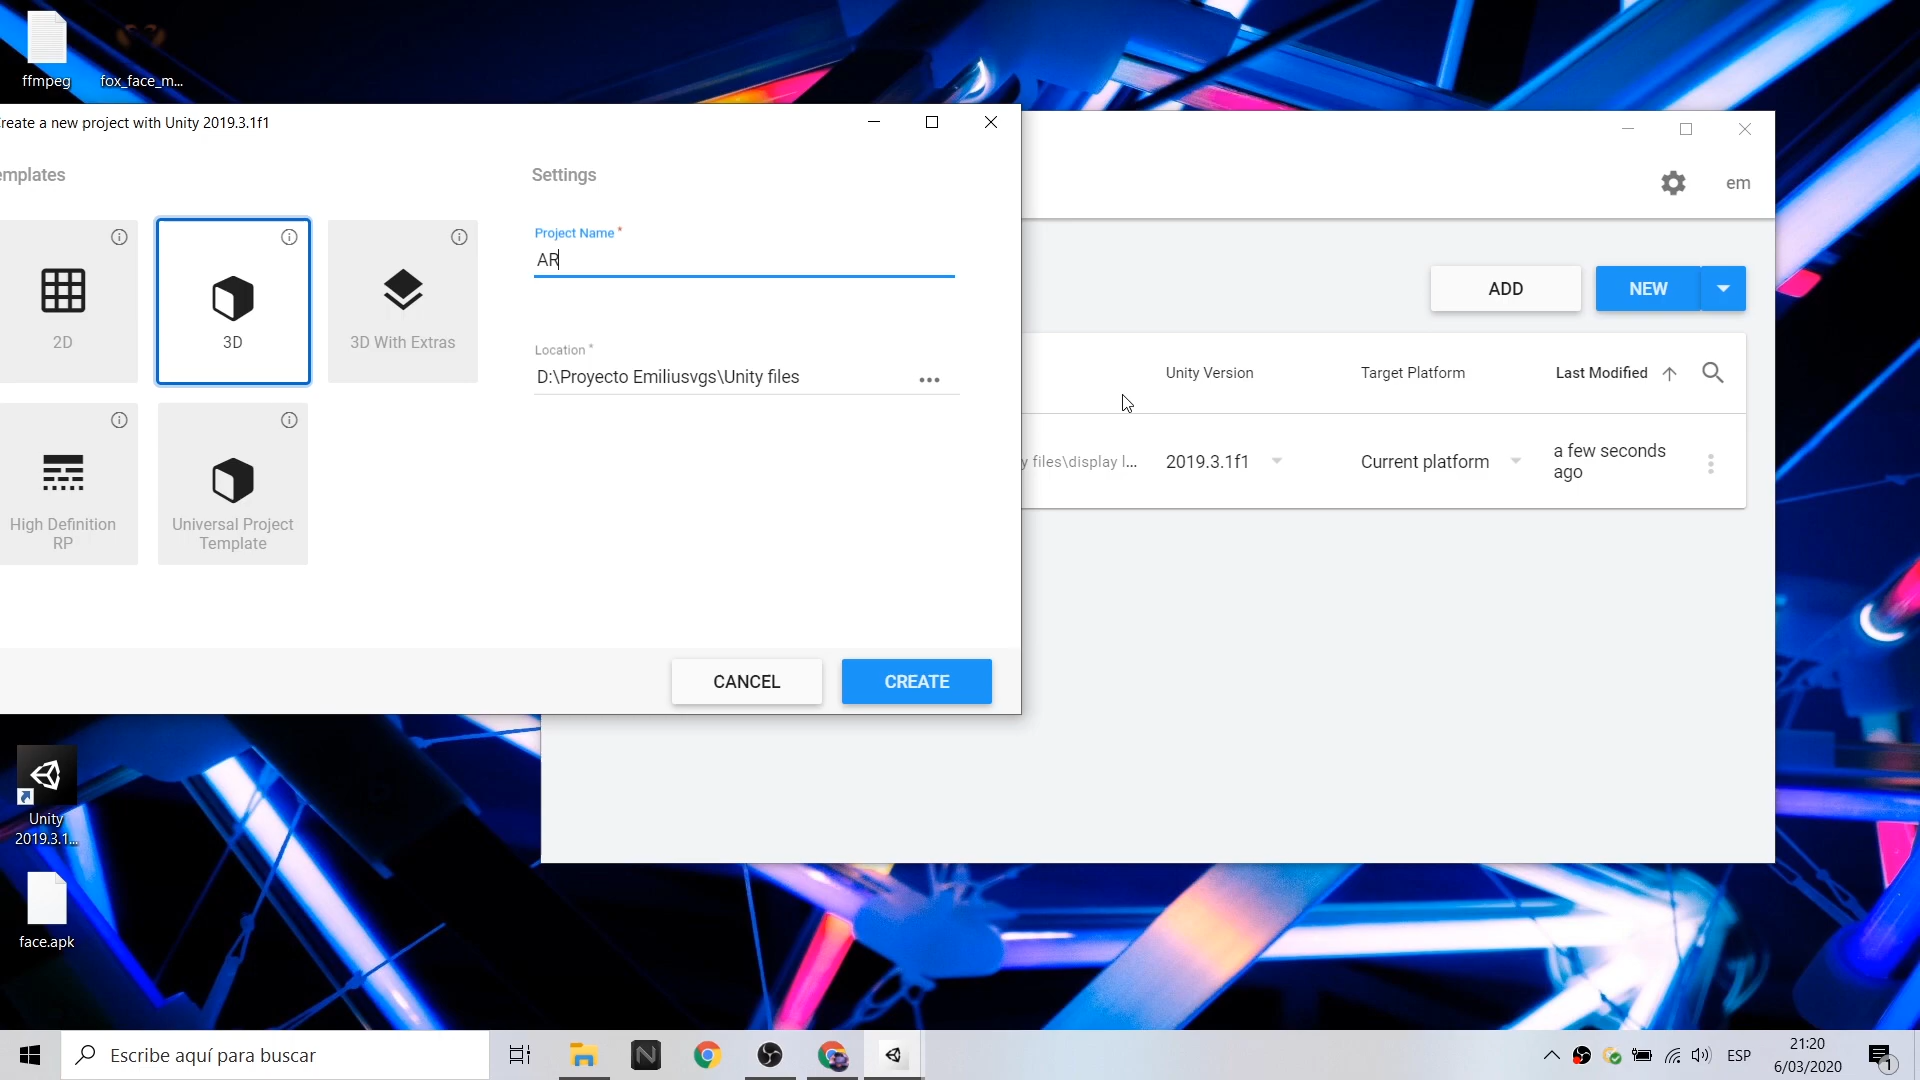 ffmpeg
fox_face_m...
reate a new project with Unity 2019.3.1f1
emplates
Settings
2D
3D
3D With Extras
High Definition
RP
Universal Project
Template
Project Name *
AR
Location *
D:\Proyecto Emiliusvgs\Unity files
•••
CANCEL
CREATE
em
ADD
NEW
Unity Version
Target Platform
Last Modified
y files\display l...
2019.3.1f1
Current platform
a few seconds
ago
Unity
2019.3.1...
face.apk
Escribe aquí para buscar
ESP
21:20
6/03/2020
1